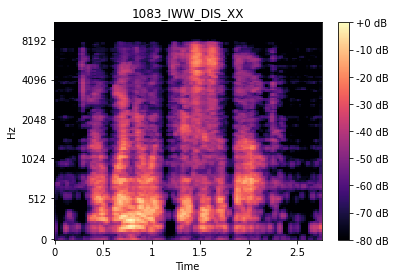 1083_IWW_DIS_XX
+0 dB
8192
-10 dB
4096
-20 dB
-30 dB
2048
-40 dB
Hz
1024
-50 dB
512
-60 dB
-70 dB
0
-80 dB
0 0.5 1 1.5 2 2.5
Time